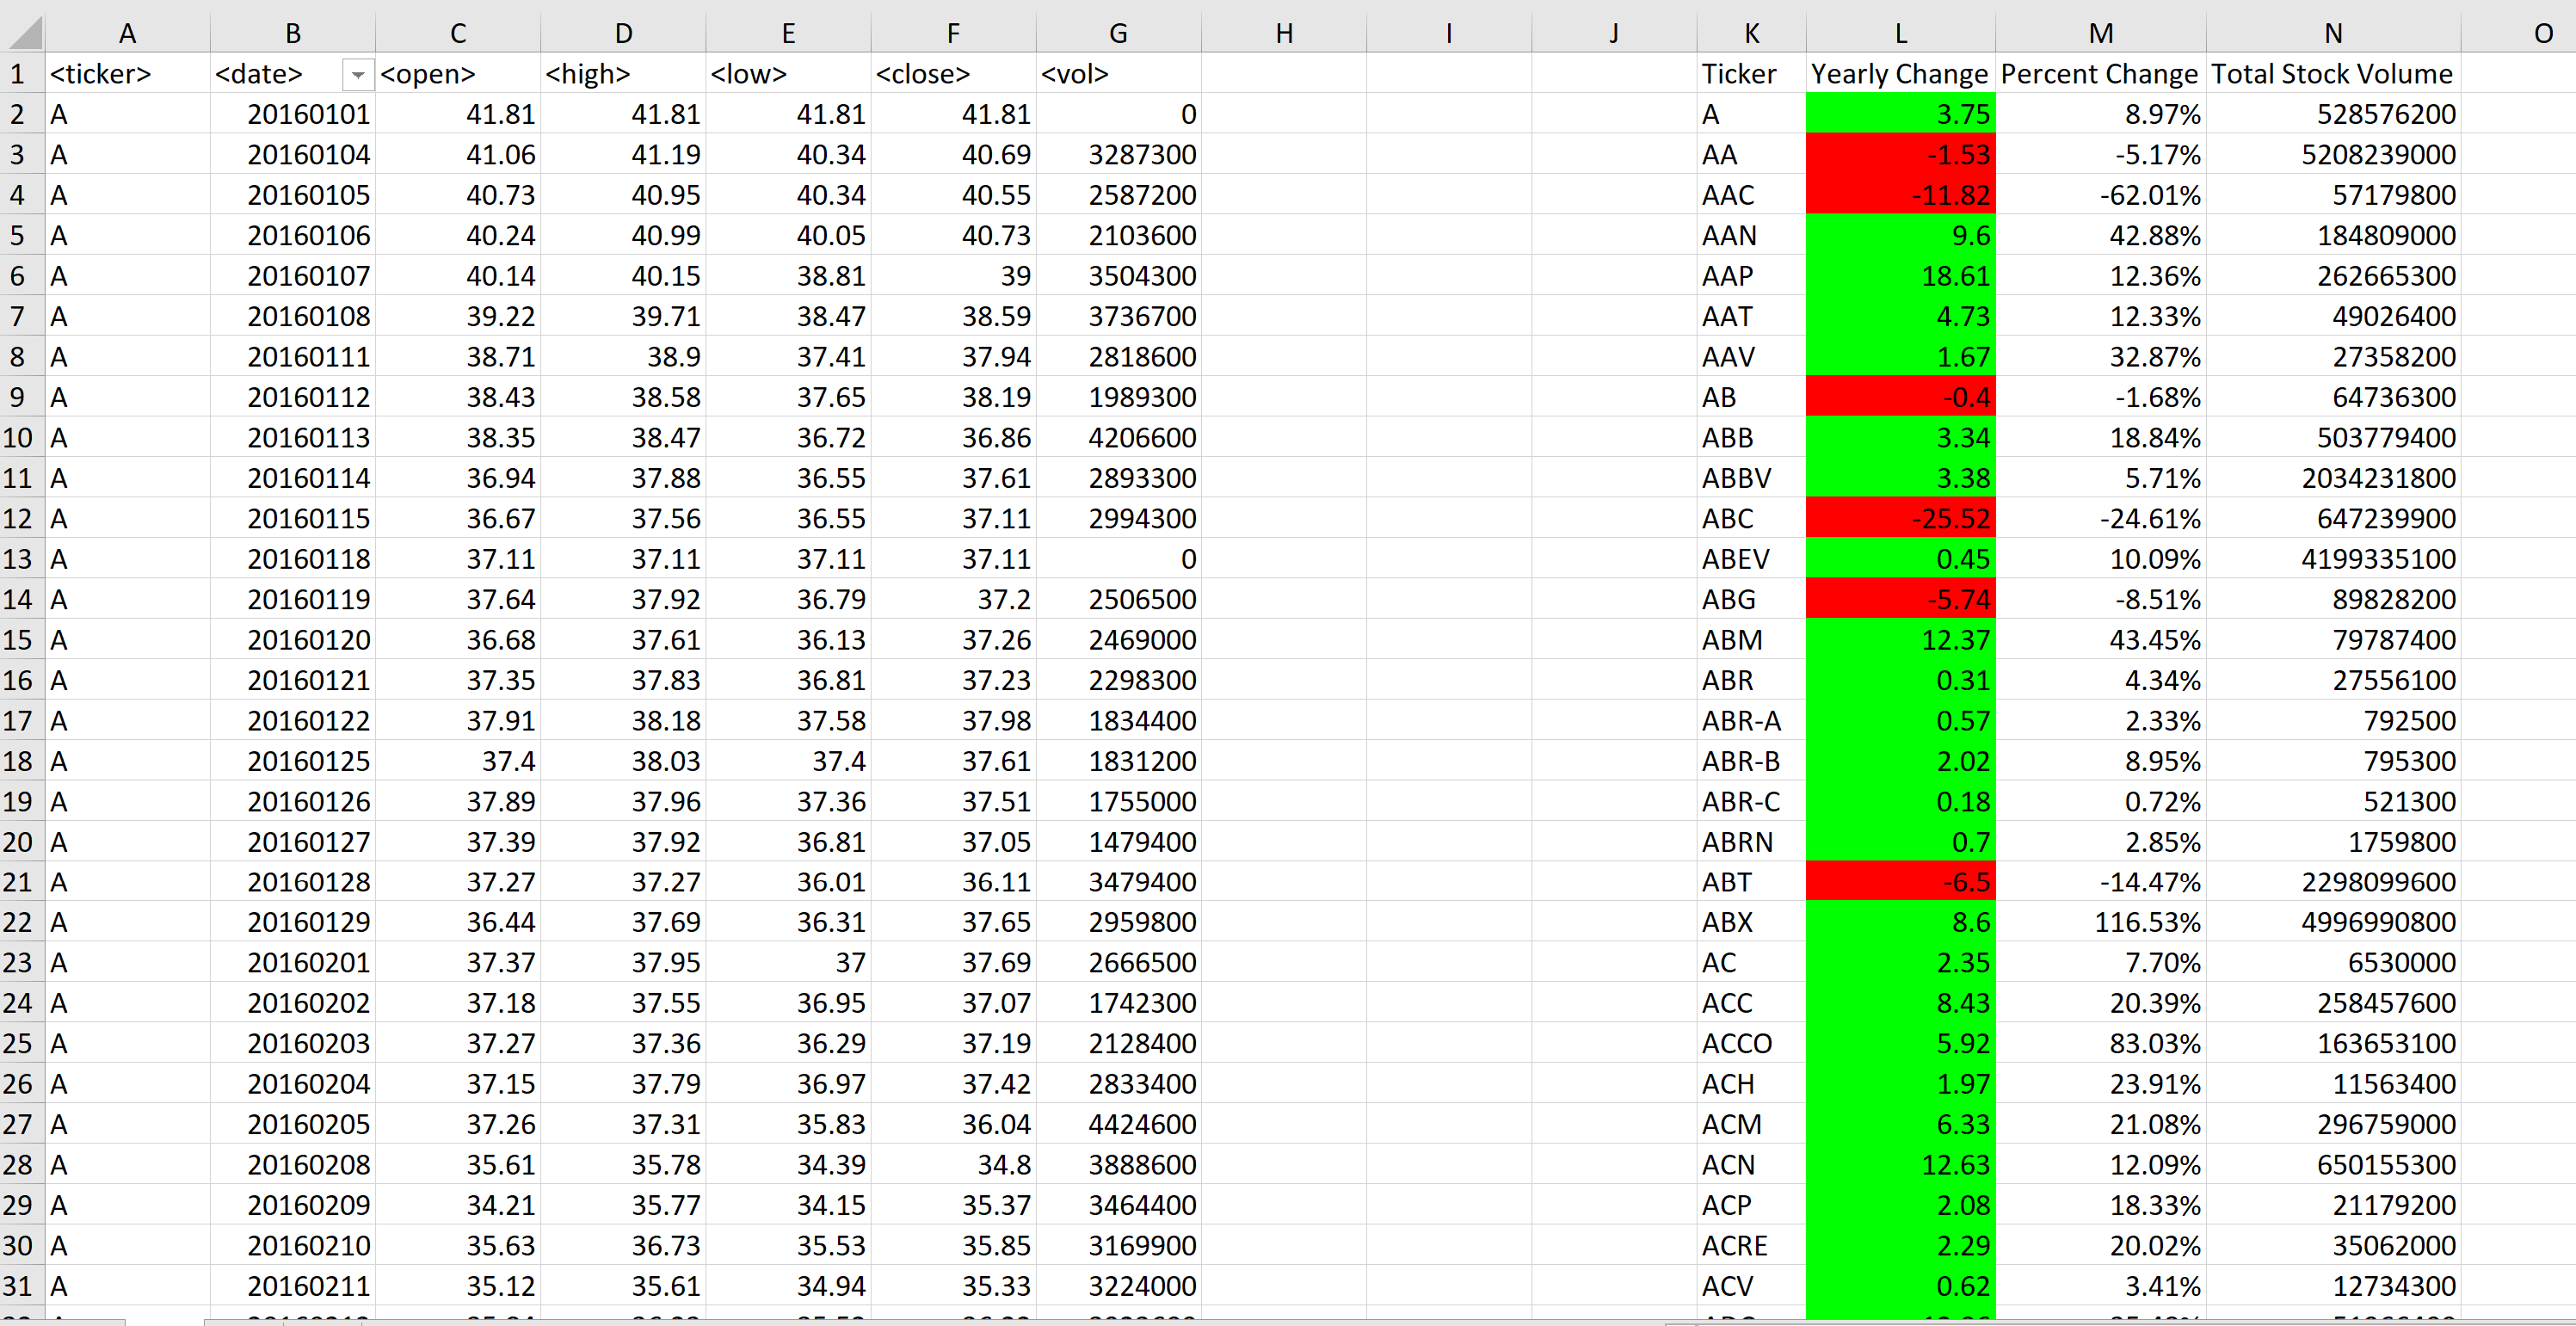 A B C D E F G H I J K L M N O
1 <ticker> <date> <open> <high> <low> <close> <vol> Ticker Yearly Change Percent Change Total Stock Volume
2 A 20160101 41.81 41.81 41.81 41.81 0 A 3.75 8.97% 528576200
3 A 20160104 41.06 41.19 40.34 40.69 3287300 AA -1.53 -5.17% 5208239000
4 A 20160105 40.73 40.95 40.34 40.55 2587200 AAC -11.82 -62.01% 57179800
5 A 20160106 40.24 40.99 40.05 40.73 2103600 AAN 9.6 42.88% 184809000
6 A 20160107 40.14 40.15 38.81 39 3504300 AAP 18.61 12.36% 262665300
7 A 20160108 39.22 39.71 38.47 38.59 3736700 AAT 4.73 12.33% 49026400
8 A 20160111 38.71 38.9 37.41 37.94 2818600 AAV 1.67 32.87% 27358200
9 A 20160112 38.43 38.58 37.65 38.19 1989300 AB -0.4 -1.68% 64736300
10 A 20160113 38.35 38.47 36.72 36.86 4206600 ABB 3.34 18.84% 503779400
11 A 20160114 36.94 37.88 36.55 37.61 2893300 ABBV 3.38 5.71% 2034231800
12 A 20160115 36.67 37.56 36.55 37.11 2994300 ABC -25.52 -24.61% 647239900
13 A 20160118 37.11 37.11 37.11 37.11 0 ABEV 0.45 10.09% 4199335100
14 A 20160119 37.64 37.92 36.79 37.2 2506500 ABG -5.74 -8.51% 89828200
15 A 20160120 36.68 37.61 36.13 37.26 2469000 ABM 12.37 43.45% 79787400
16 A 20160121 37.35 37.83 36.81 37.23 2298300 ABR 0.31 4.34% 27556100
17 A 20160122 37.91 38.18 37.58 37.98 1834400 ABR-A 0.57 2.33% 792500
18 A 20160125 37.4 38.03 37.4 37.61 1831200 ABR-B 2.02 8.95% 795300
19 A 20160126 37.89 37.96 37.36 37.51 1755000 ABR-C 0.18 0.72% 521300
20 A 20160127 37.39 37.92 36.81 37.05 1479400 ABRN 0.7 2.85% 1759800
21 A 20160128 37.27 37.27 36.01 36.11 3479400 ABT -6.5 -14.47% 2298099600
22 A 20160129 36.44 37.69 36.31 37.65 2959800 ABX 8.6 116.53% 4996990800
23 A 20160201 37.37 37.95 37 37.69 2666500 AC 2.35 7.70% 6530000
24 A 20160202 37.18 37.55 36.95 37.07 1742300 ACC 8.43 20.39% 258457600
25 A 20160203 37.27 37.36 36.29 37.19 2128400 ACCO 5.92 83.03% 163653100
26 A 20160204 37.15 37.79 36.97 37.42 2833400 ACH 1.97 23.91% 11563400
27 A 20160205 37.26 37.31 35.83 36.04 4424600 ACM 6.33 21.08% 296759000
28 A 20160208 35.61 35.78 34.39 34.8 3888600 ACN 12.63 12.09% 650155300
29 A 20160209 34.21 35.77 34.15 35.37 3464400 ACP 2.08 18.33% 21179200
30 A 20160210 35.63 36.73 35.53 35.85 3169900 ACRE 2.29 20.02% 35062000
31 A 20160211 35.12 35.61 34.94 35.33 3224000 ACV 0.62 3.41% 12734300